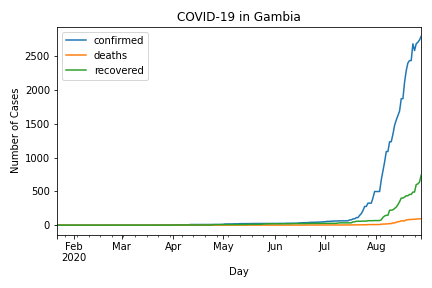 COVID-19 in Gambia
confirmed
deaths
recovered
Number of Cases
2500
2000
1500
1000
500
0
Feb Mar Apr May Jun Jul Aug
2020
Day